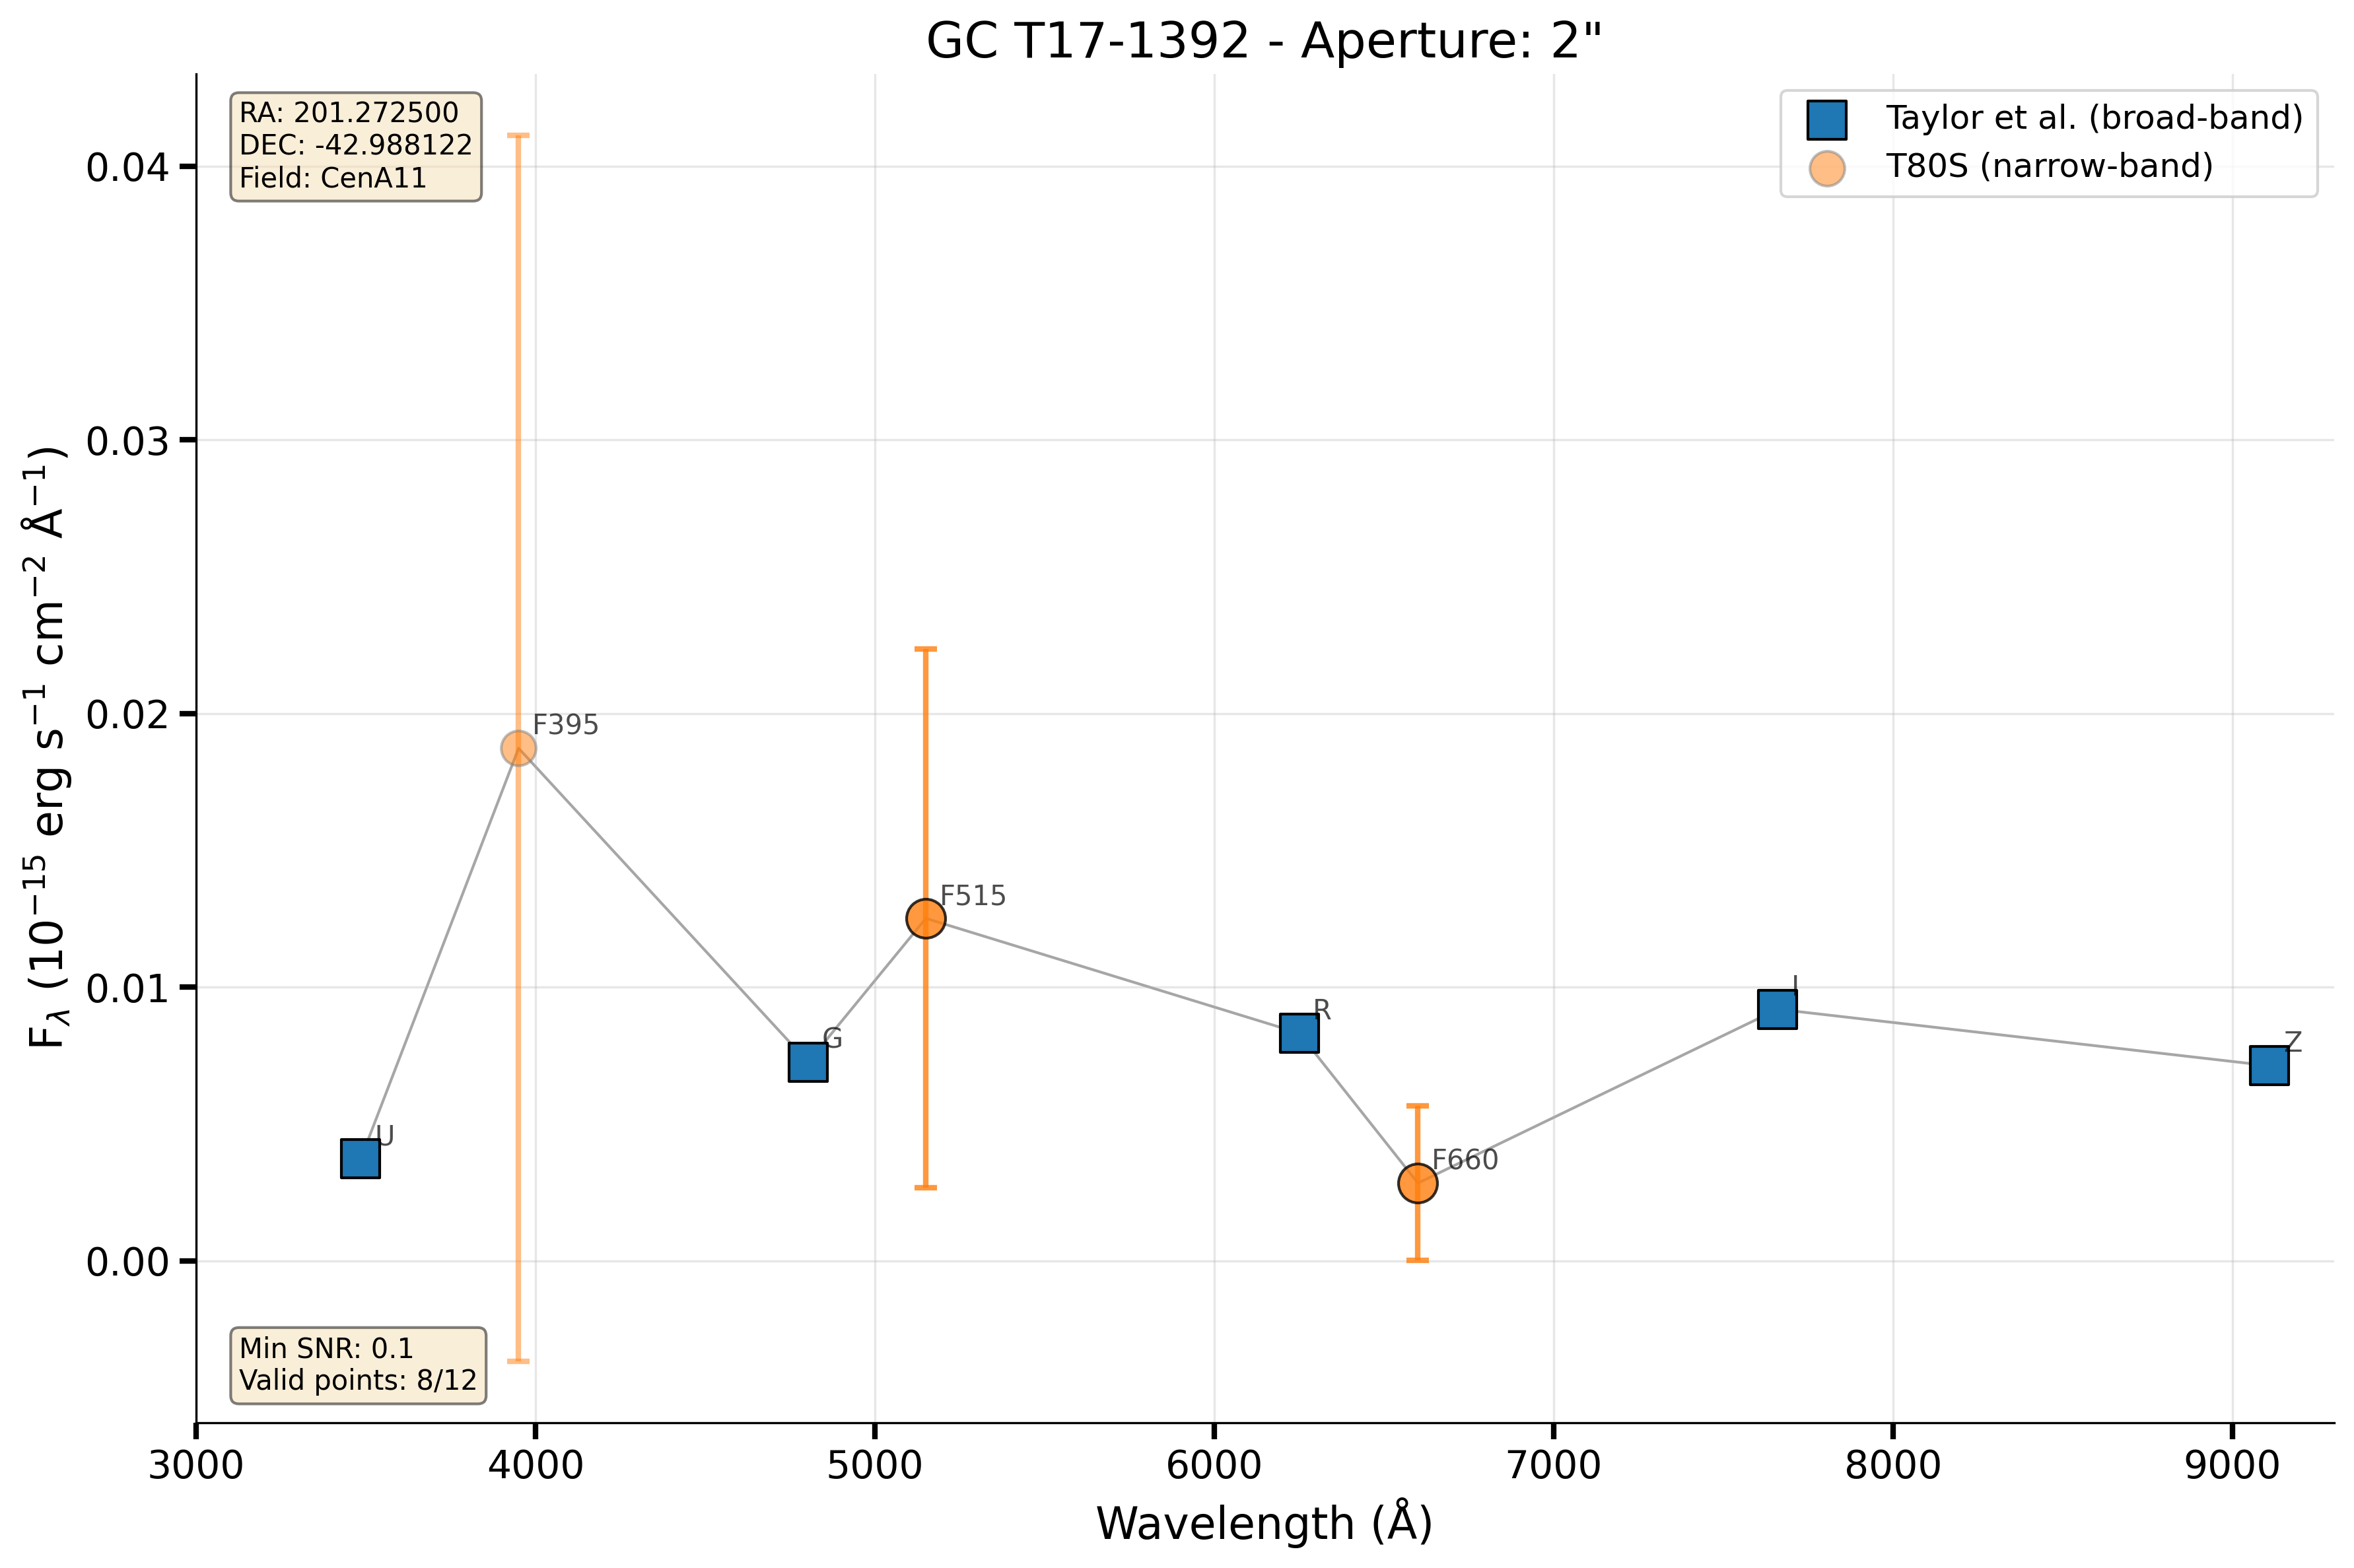 GC T17-1392 - Aperture: 2"
RA: 201.272500
DEC: -42.988122
Field: CenA11
Taylor et al. (broad-band)
T80S (narrow-band)
F_λ (10⁻¹⁵ erg s⁻¹ cm⁻² Å⁻¹)
0.04
0.03
0.02
0.01
0.00
F395
F515
I
R
G
Z
U
F660
Min SNR: 0.1
Valid points: 8/12
3000 4000 5000 6000 7000 8000 9000
Wavelength (Å)